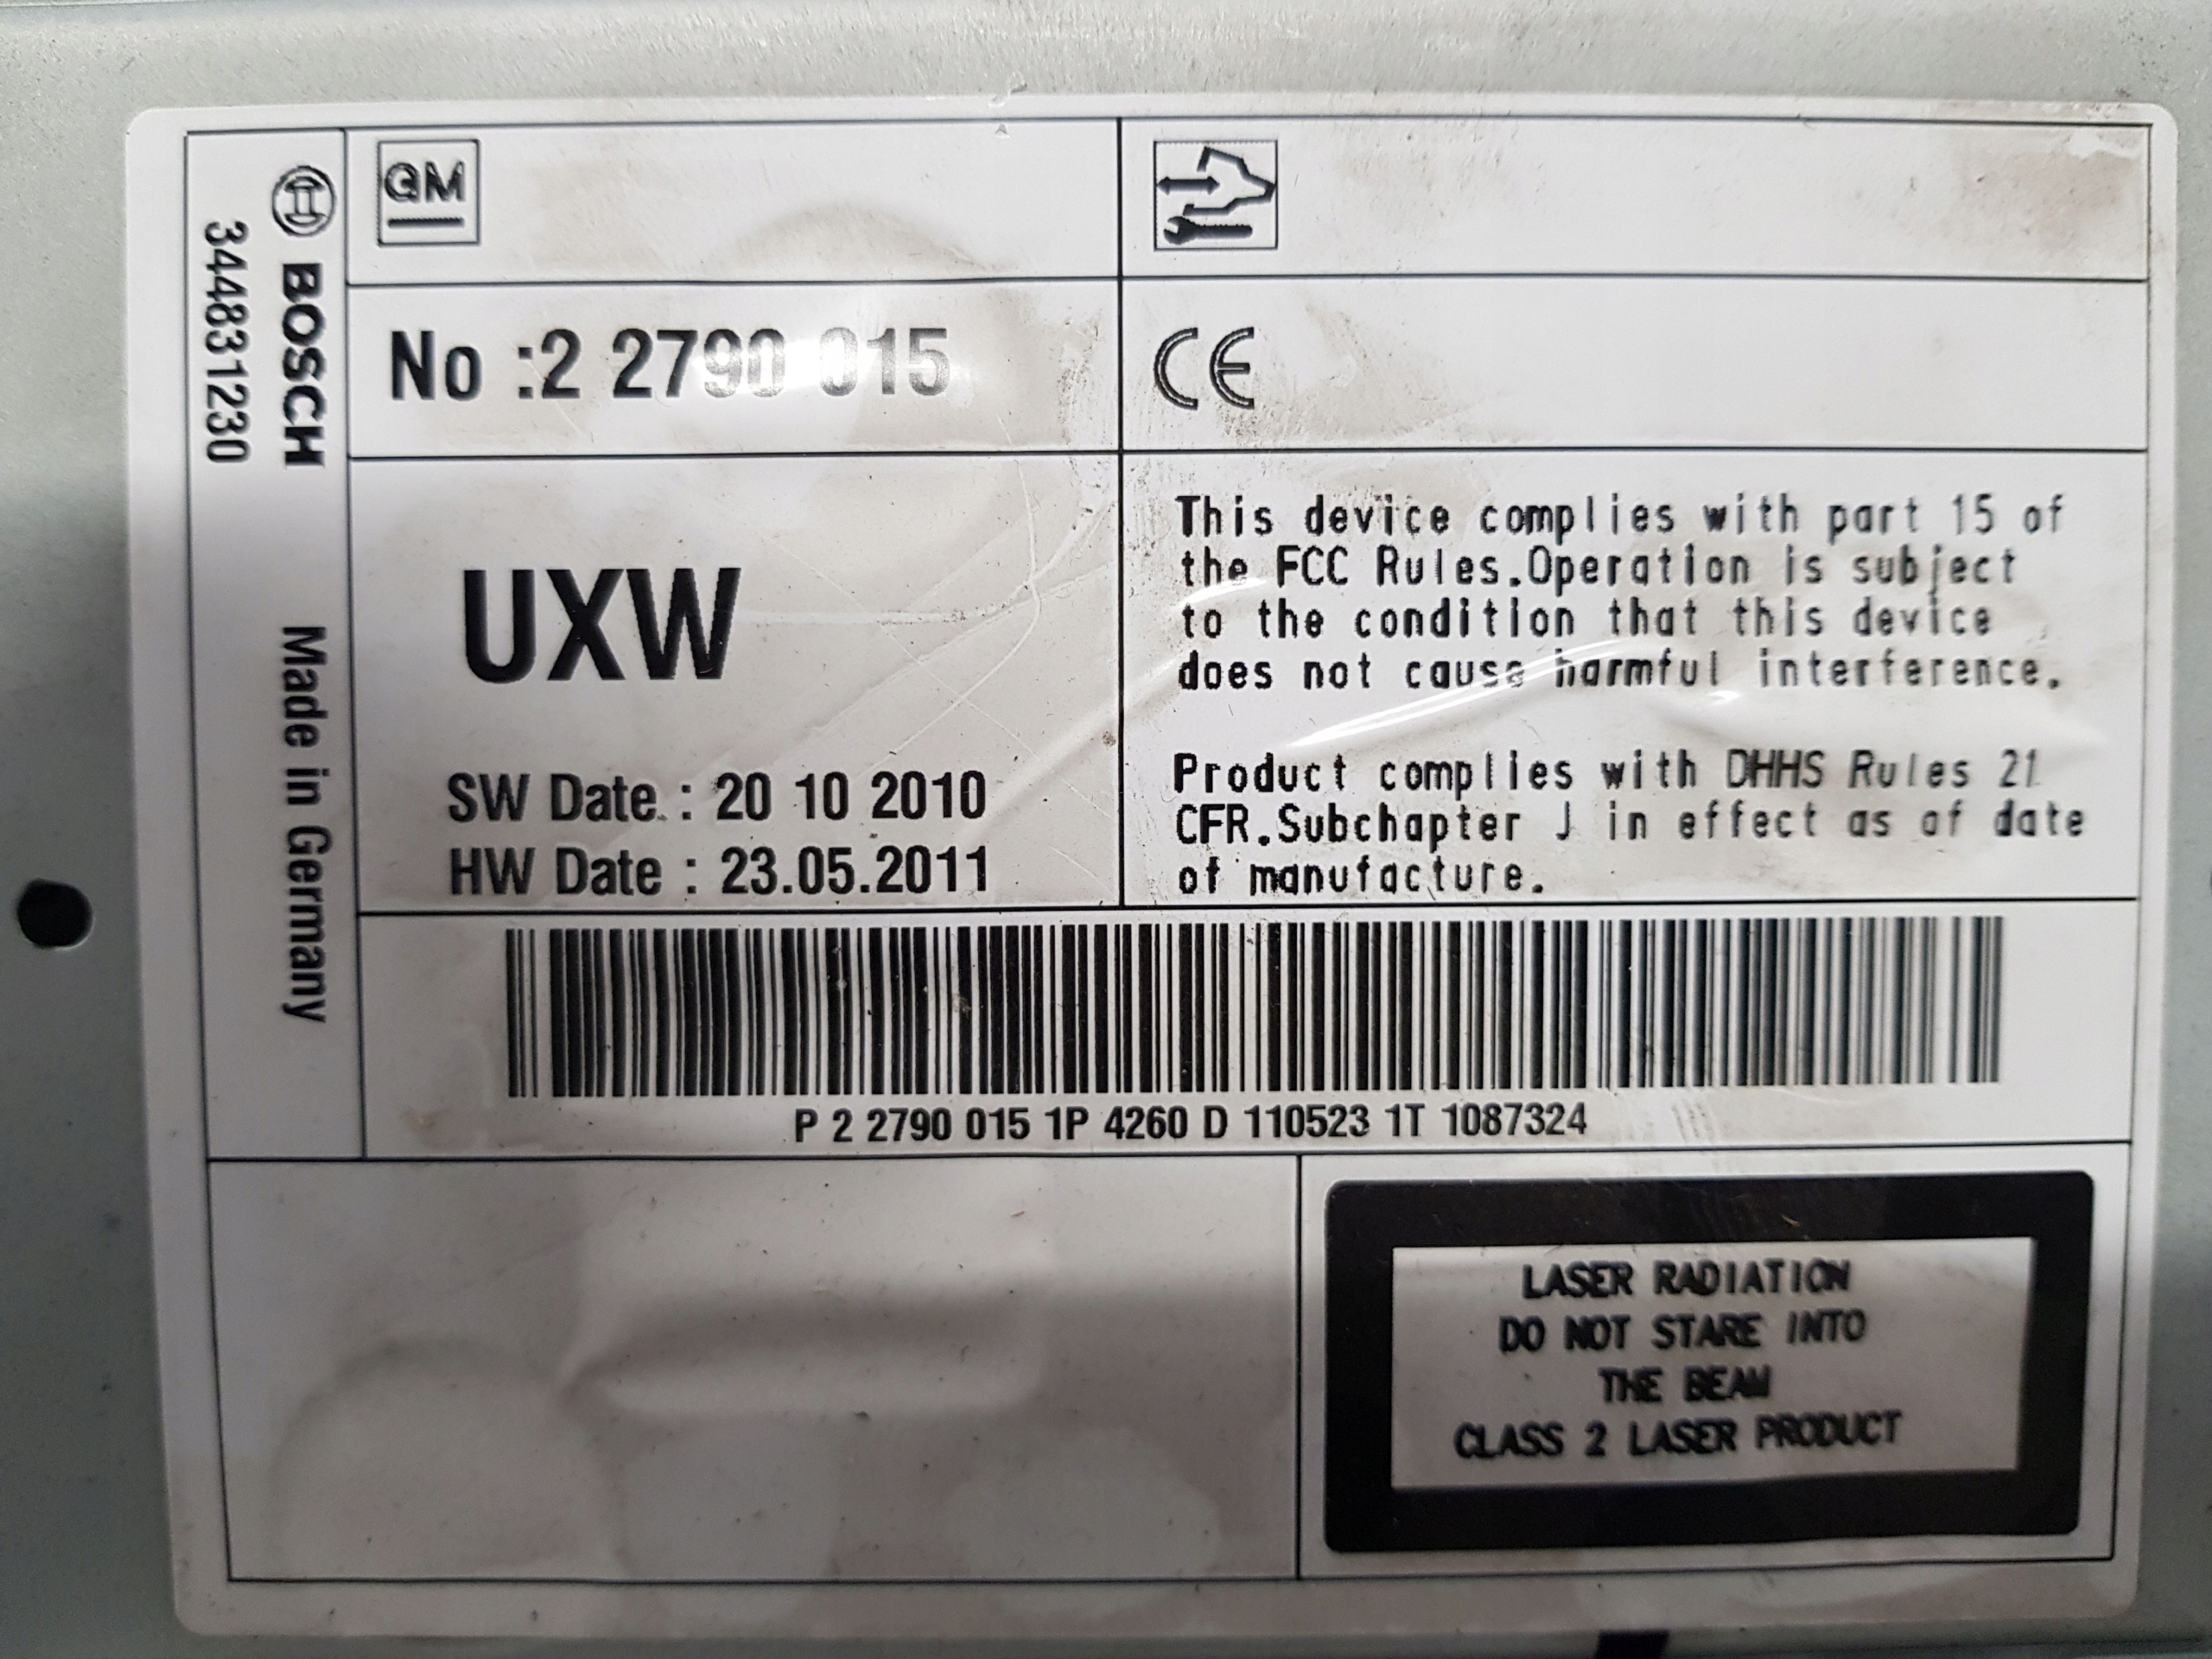 GM
BOSCH
344831230
Made in Germany
No :2 2790 015
CE
UXW
SW Date.: 20 10 2010
HW Date : 23.05.2011
This device complies with part 15 of
the FCC Rules.Operation is subject
to the condition that this device
does not cause harmful interference.
Product complies with DHHS Rules 21
CFR.Subchapter J in effect as of date
of manufacture.
P 2 2790 015 1P 4260 D 110523 1T 1087324
LASER RADIATION
DO NOT STARE INTO
THE BEAM
CLASS 2 LASER PRODUCT